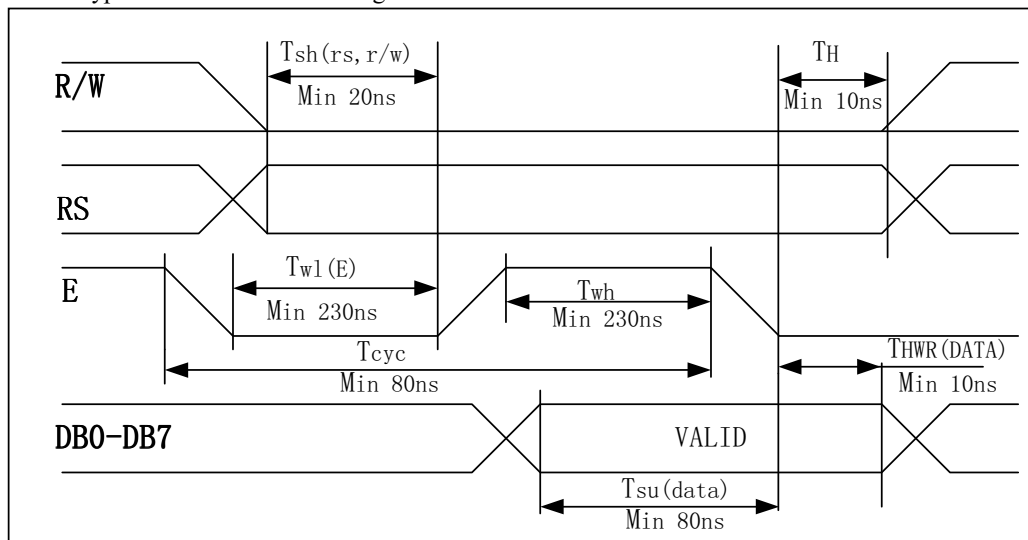 Tsh(rs,r/w)
Min 20ns
TH
Min 10ns
R/W
RS
E
Twl(E)
Min 230ns
Twh
Min 230ns
Tcyc
Min 80ns
THWR(DATA)
Min 10ns
DB0-DB7
VALID
Tsu(data)
Min 80ns